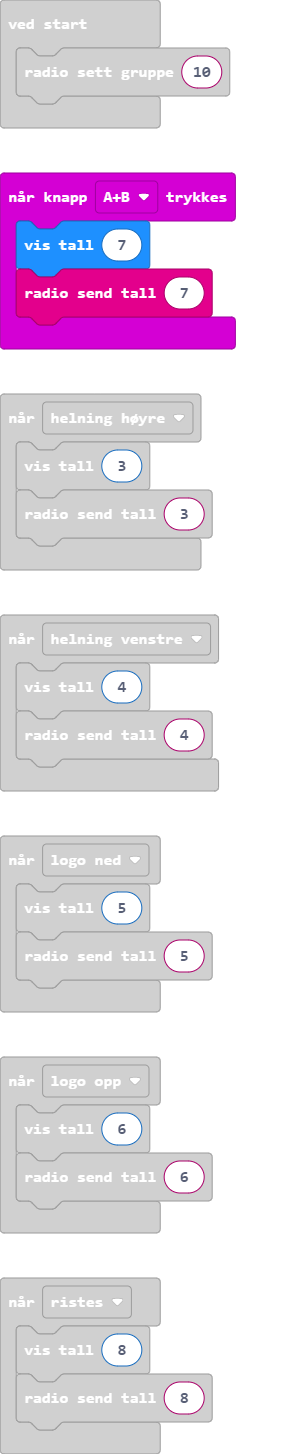 ved start
radio sett gruppe 10
når knapp A+B trykkes
vis tall 7
radio send tall 7
når helning høyre
vis tall 3
radio send tall 3
når helning venstre
vis tall 4
radio send tall 4
når logo ned
vis tall 5
radio send tall 5
når logo opp
vis tall 6
radio send tall 6
når ristes
vis tall 8
radio send tall 8